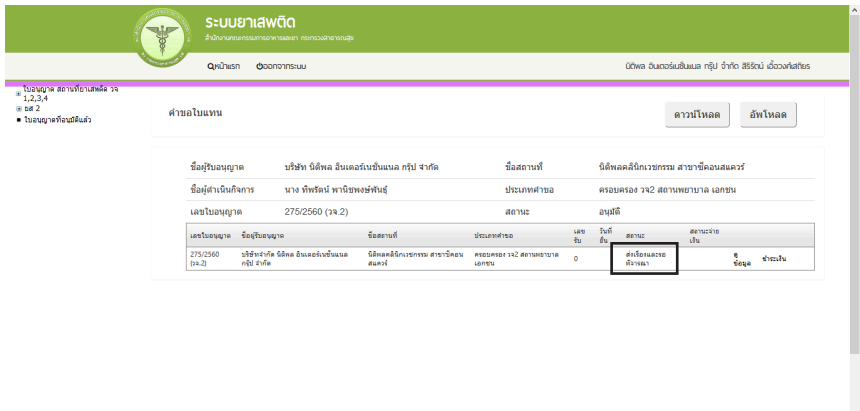 ระบบยาเสพติด
สำนักงานคณะกรรมการอาหารและยา กระทรวงสาธารณสุข
หน้าแรก ออกจากระบบ
นิติพล อินเตอร์เนชั่นแนล กรุ๊ป จำกัด สิริรัตน์ เอื้อวงศ์เสถียร
ใบอนุญาต สถานที่ยาเสพติด วจ
1,2,3,4
ยส 2
ใบอนุญาตที่อนุมัติแล้ว
คำขอใบแทน
ดาวน์โหลด อัพโหลด
ชื่อผู้รับอนุญาต บริษัท นิติพล อินเตอร์เนชั่นแนล กรุ๊ป จำกัด ชื่อสถานที่ นิติพลคลินิกเวชกรรม สาขาซีคอนสแควร์
ชื่อผู้ดำเนินกิจการ นาง ทิพรัตน์ พานิชพงษ์พันธุ์ ประเภทคำขอ ครอบครอง วจ2 สถานพยาบาล เอกชน
เลขใบอนุญาต 275/2560 (วจ.2) สถานะ อนุมัติ
เลขใบอนุญาต ชื่อผู้รับอนุญาต ชื่อสถานที่ ประเภทคำขอ เลข วันที่ สถานะ สถานะจ่าย
รับ ยื่น เงิน
275/2560 บริษัทจำกัด นิติพล อินเตอร์เนชั่นแนล นิติพลคลินิกเวชกรรม สาขาซีคอน ครอบครอง วจ2 สถานพยาบาล 0 ส่งเรื่องและรอ ดู ชำระเงิน
(วจ.2) กรุ๊ป จำกัด สแควร์ เอกชน พิจารณา ข้อมูล